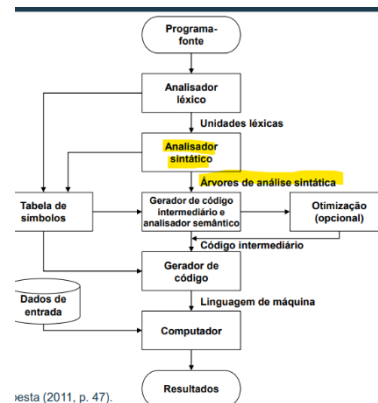 Programa-
fonte
Analisador
léxico
Unidades léxicas
Analisador
sintático
Árvores de análise sintática
Tabela de
símbolos
Gerador de código
intermediário e
analisador semântico
Otimização
(opcional)
Código intermediário
Gerador de
código
Dados de
entrada
Linguagem de máquina
Computador
Resultados
(2011, p. 47).